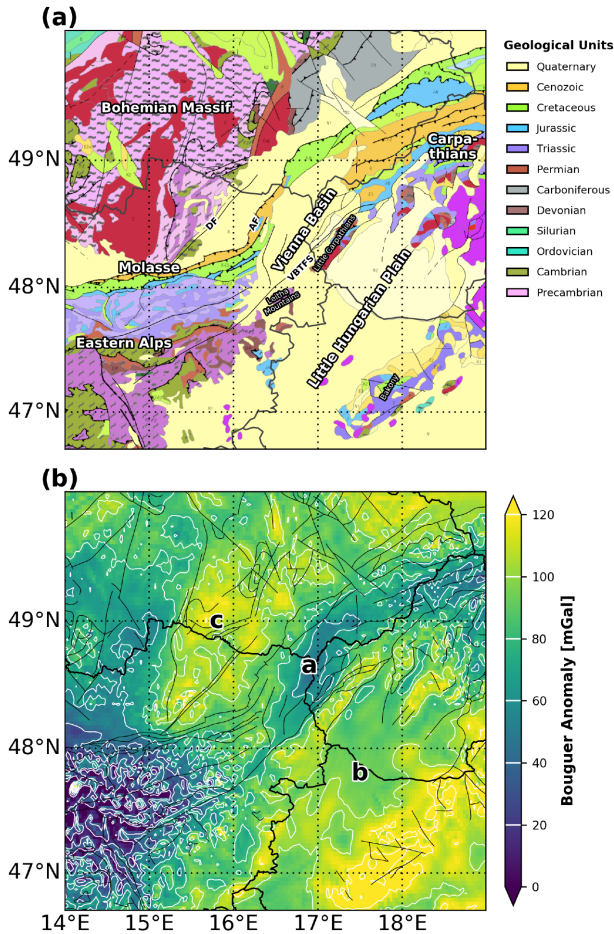 (a)
Geological Units
Quaternary
Cenozoic
Cretaceous
Jurassic
Triassic
Permian
Carboniferous
Devonian
Silurian
Ordovician
Cambrian
Precambrian
Bohemian Massif
Carpa-
thians
49°N
DF
AF
Vienna Basin
VBTFS
Little Carpathians
Molasse
48°N
Leitha
Mountains
Little Hungarian Plain
Eastern Alps
Bakony
47°N
(b)
120
100
80
60
40
20
0
Bouguer Anomaly [mGal]
c
49°N
a
48°N
b
47°N
14°E 15°E 16°E 17°E 18°E